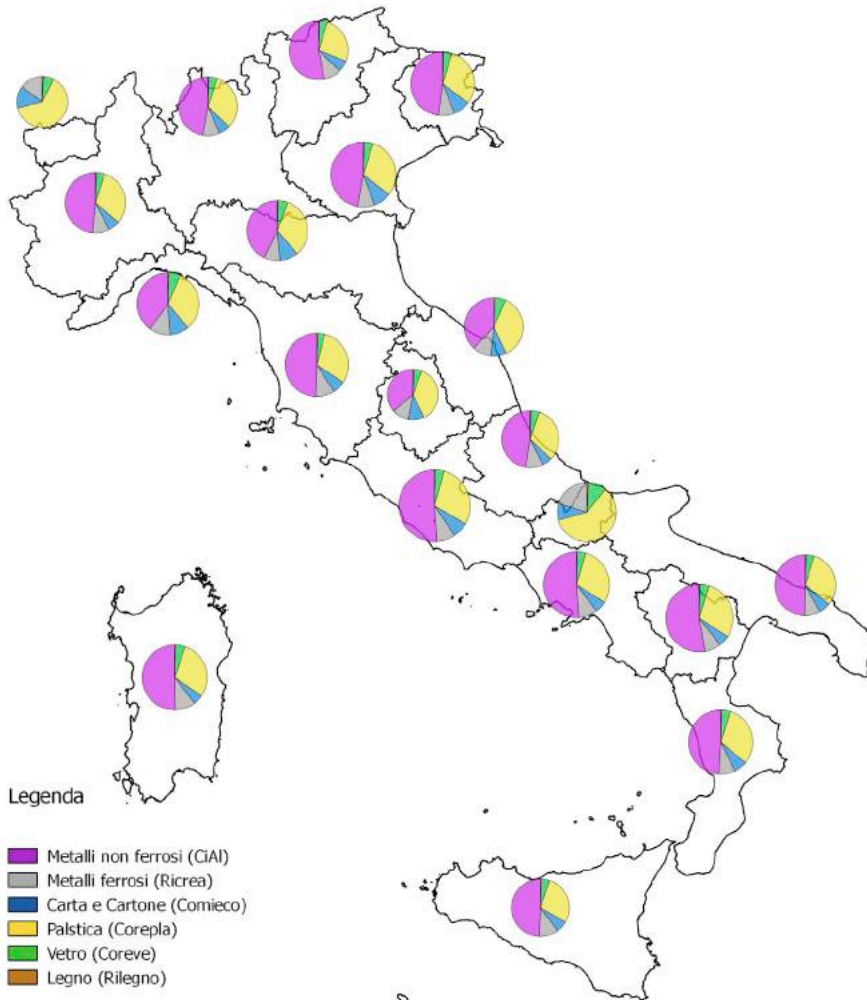 Legenda
Metalli non ferrosi (CiAl)
Metalli ferrosi (Ricrea)
Carta e Cartone (Comieco)
Palstica (Corepla)
Vetro (Coreve)
Legno (Rilegno)